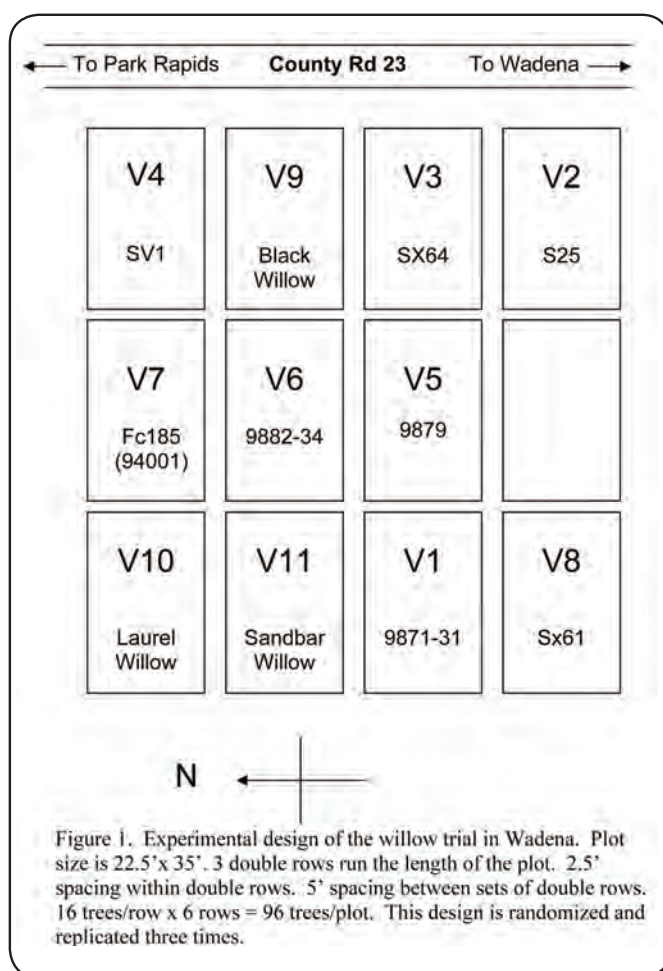 To Park Rapids County Rd 23 To Wadena
V4 V9 V3 V2
SV1 Black Willow SX64 S25
V7 V6 V5
Fc185 (94001) 9882-34 9879
V10 V11 V1 V8
Laurel Willow Sandbar Willow 9871-31 Sx61
N
Figure 1. Experimental design of the willow trial in Wadena. Plot
size is 22.5'x 35'. 3 double rows run the length of the plot. 2.5'
spacing within double rows. 5' spacing between sets of double rows.
16 trees/row x 6 rows = 96 trees/plot. This design is randomized and
replicated three times.